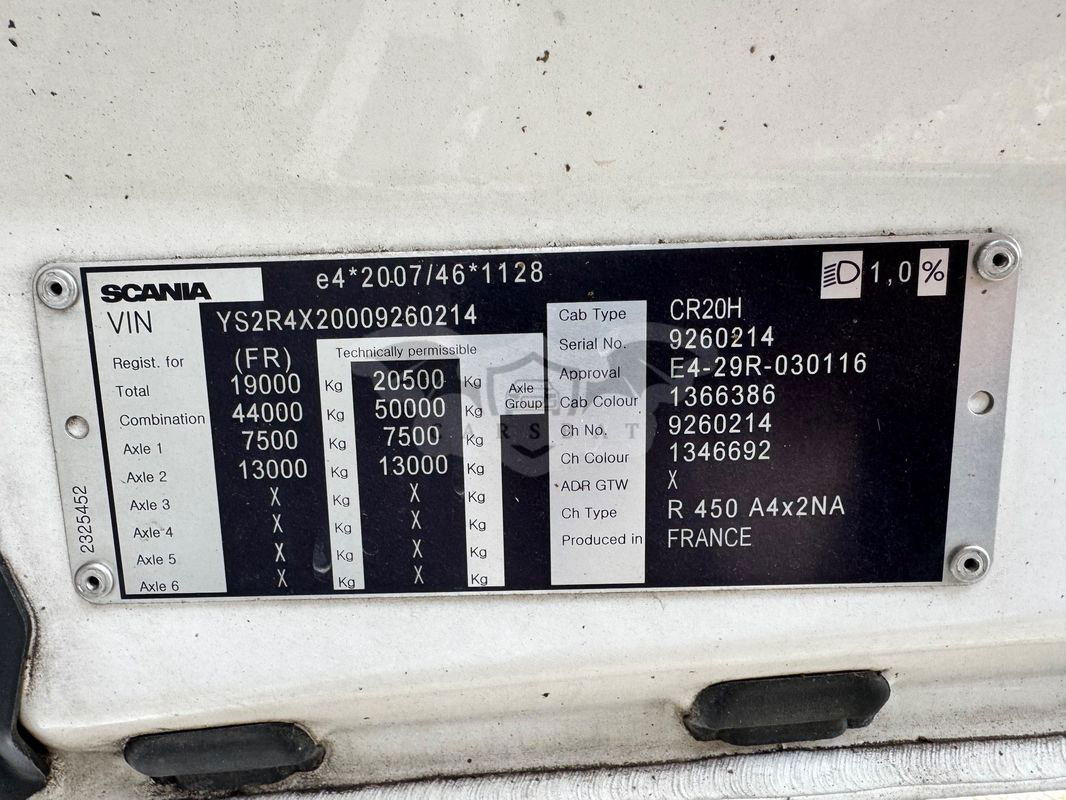 SCANIA e4*2007/46*1128 1,0 %
VIN YS2R4X20009260214
Regist. for (FR) Technically permissible
Total 19000 Kg 20500 Kg Axle
Combination 44000 Kg 50000 Kg Group
Axle 1 7500 Kg 7500 Kg
Axle 2 13000 Kg 13000 Kg
Axle 3 X Kg X Kg
Axle 4 X Kg X Kg
Axle 5 X Kg X Kg
Axle 6 X Kg X Kg
Cab Type CR20H
Serial No. 9260214
Approval E4-29R-030116
Cab Colour 1366386
Ch No. 9260214
Ch Colour 1346692
ADR GTW X
Ch Type R 450 A4x2NA
Produced in FRANCE
2325452